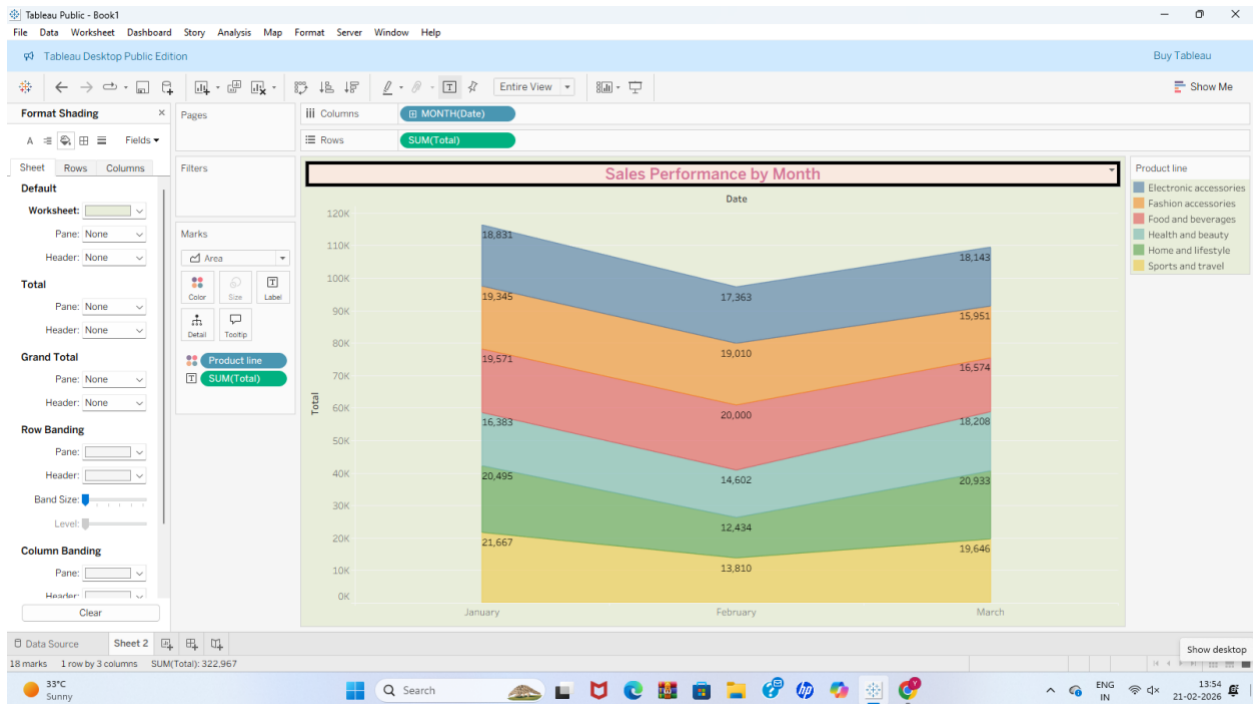 Tableau Public - Book1
File Data Worksheet Dashboard Story Analysis Map Format Server Window Help
Tableau Desktop Public Edition
Buy Tableau
Entire View
Show Me
Format Shading
Fields
Sheet Rows Columns
Default
Worksheet:
Pane: None
Header: None
Total
Pane: None
Header: None
Grand Total
Pane: None
Header: None
Row Banding
Pane:
Header:
Band Size:
Level:
Column Banding
Pane:
Header:
Clear
Pages
Filters
Marks
Area
Color Size Label
Detail Tooltip
Product line
SUM(Total)
Columns MONTH(Date)
Rows SUM(Total)
Sales Performance by Month
Date
Total
120K
110K
100K
90K
80K
70K
60K
50K
40K
30K
20K
10K
0K
18,831 17,363 18,143
19,345 19,010 15,951
19,571 20,000 16,574
16,383 14,602 18,208
20,495 12,434 20,933
21,667 13,810 19,646
January February March
Product line
Electronic accessories
Fashion accessories
Food and beverages
Health and beauty
Home and lifestyle
Sports and travel
Data Source Sheet 2
Show desktop
18 marks 1 row by 3 columns SUM(Total): 322,967
33°C
Sunny
Search
ENG
IN
13:54
21-02-2026